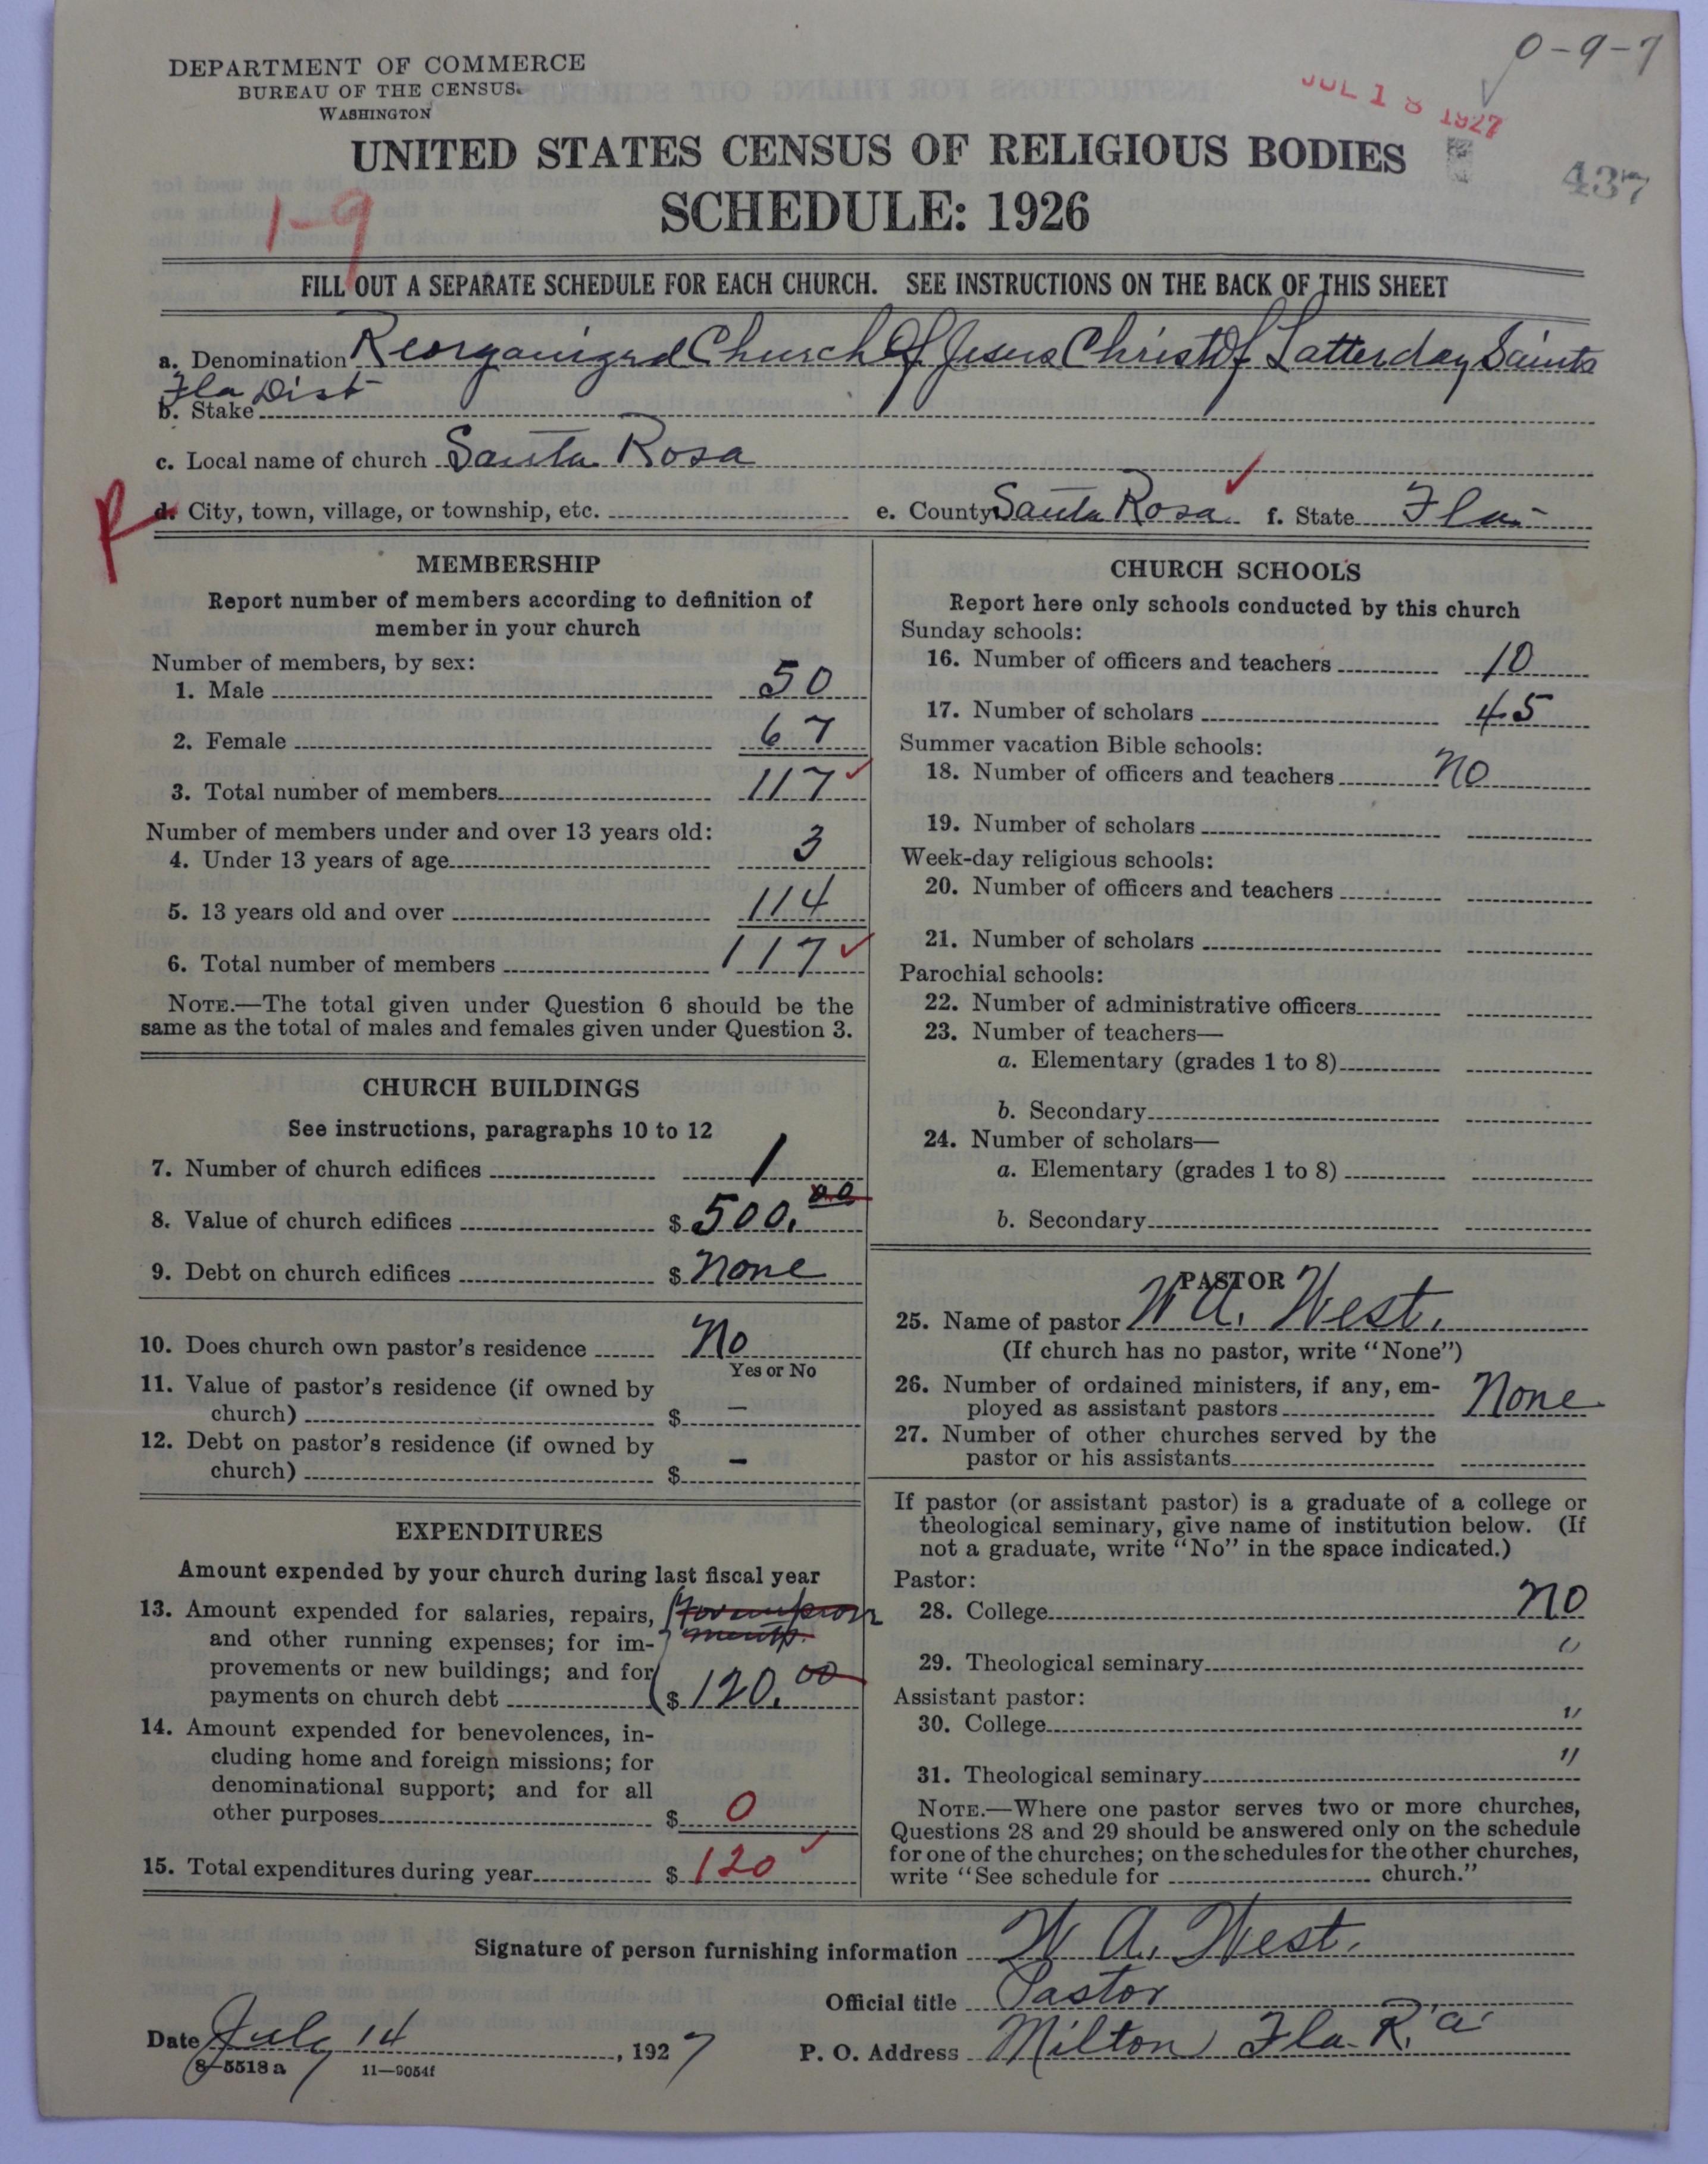 0-9-7
DEPARTMENT OF COMMERCE
BUREAU OF THE CENSUS
WASHINGTON
JUL 18 1927
UNITED STATES CENSUS OF RELIGIOUS BODIES
437
SCHEDULE: 1926
1-9
FILL OUT A SEPARATE SCHEDULE FOR EACH CHURCH. SEE INSTRUCTIONS ON THE BACK OF THIS SHEET
a. Denomination Reorganized Church Of Jesus Christ Of Latterday Saints
Fla Dist
b. Stake
c. Local name of church Santa Rosa
R
d. City, town, village, or township, etc. e. County Santa Rosa f. State Fla
MEMBERSHIP
Report number of members according to definition of
member in your church
Number of members, by sex:
1. Male 50
2. Female 67
3. Total number of members 117
Number of members under and over 13 years old:
4. Under 13 years of age 3
5. 13 years old and over 114
6. Total number of members 117
NOTE.—The total given under Question 6 should be the
same as the total of males and females given under Question 3.
CHURCH BUILDINGS
See instructions, paragraphs 10 to 12
7. Number of church edifices 1
8. Value of church edifices $ 500.00
9. Debt on church edifices $ None
10. Does church own pastor's residence No
Yes or No
11. Value of pastor's residence (if owned by
church) $ –
12. Debt on pastor's residence (if owned by
church) $ –
EXPENDITURES
Amount expended by your church during last fiscal year
13. Amount expended for salaries, repairs,
and other running expenses; for im-
provements or new buildings; and for
payments on church debt $ 120.00
14. Amount expended for benevolences, in-
cluding home and foreign missions; for
denominational support; and for all
other purposes $ 0
15. Total expenditures during year $ 120
CHURCH SCHOOLS
Report here only schools conducted by this church
Sunday schools:
16. Number of officers and teachers 10
17. Number of scholars 45
Summer vacation Bible schools:
18. Number of officers and teachers No
19. Number of scholars
Week-day religious schools:
20. Number of officers and teachers
21. Number of scholars
Parochial schools:
22. Number of administrative officers
23. Number of teachers—
a. Elementary (grades 1 to 8)
b. Secondary
24. Number of scholars—
a. Elementary (grades 1 to 8)
b. Secondary
PASTOR
25. Name of pastor W A. West.
(If church has no pastor, write "None")
26. Number of ordained ministers, if any, em-
ployed as assistant pastors None
27. Number of other churches served by the
pastor or his assistants
If pastor (or assistant pastor) is a graduate of a college or
theological seminary, give name of institution below. (If
not a graduate, write "No" in the space indicated.)
Pastor:
28. College No
29. Theological seminary "
Assistant pastor:
30. College "
31. Theological seminary "
NOTE.—Where one pastor serves two or more churches,
Questions 28 and 29 should be answered only on the schedule
for one of the churches; on the schedules for the other churches,
write "See schedule for church."
Signature of person furnishing information W A. West.
Official title Pastor
Date July 14, 1927
P. O. Address Milton Fla. R. a
8-5518a 11—9054f